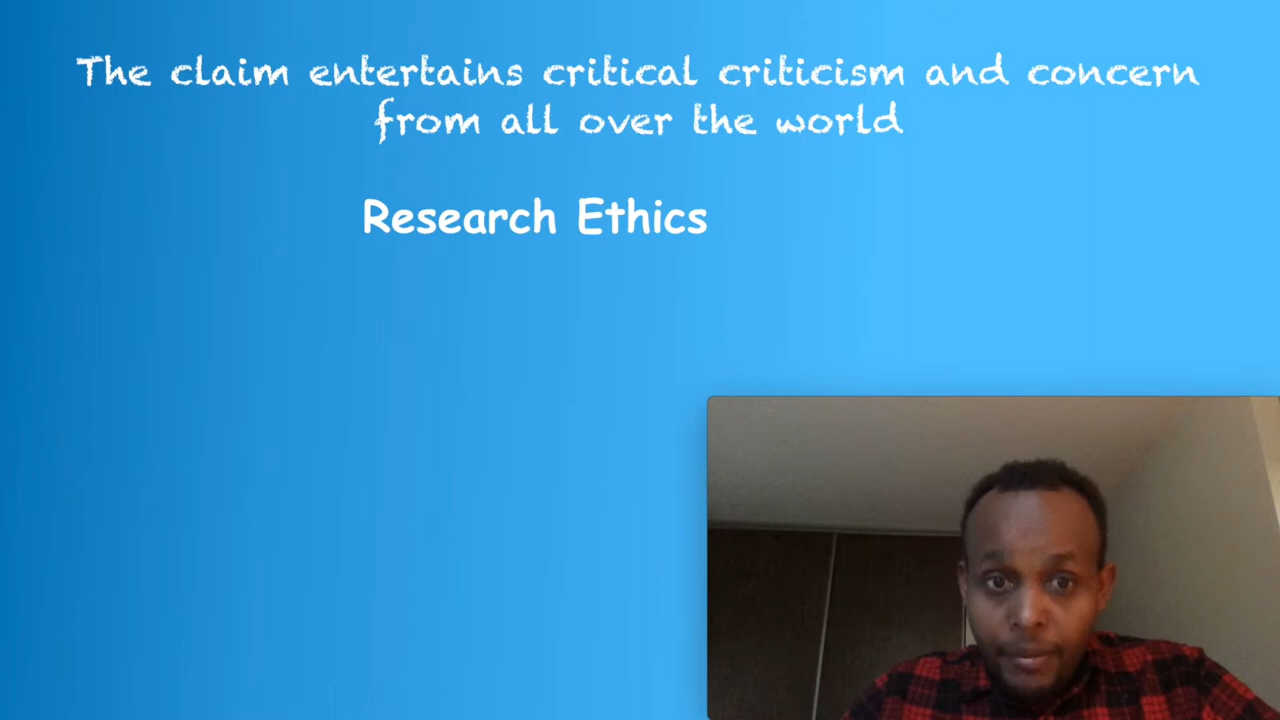 The claim entertains critical criticism and concern
from all over the world
Research Ethics